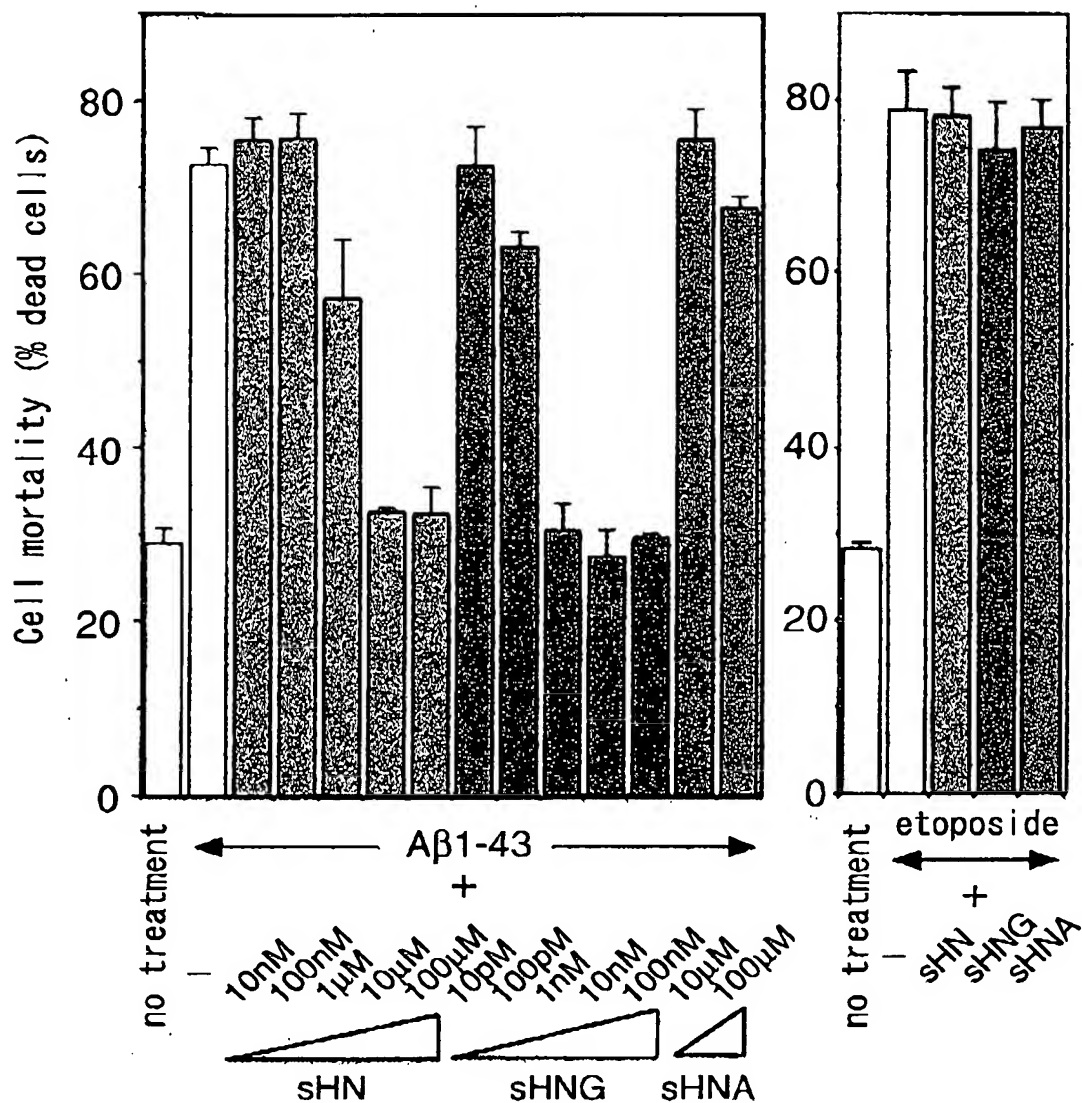 Cell mortality (% dead cells)
80
60
40
20
0
80
60
40
20
0
no treatment
Aβ1-43
+
–
10nM
100nM
1μM
10μM
100μM
10pM
100pM
1nM
10nM
100nM
10μM
100μM
sHN
sHNG
sHNA
no treatment
etoposide
+
–
sHN
sHNG
sHNA